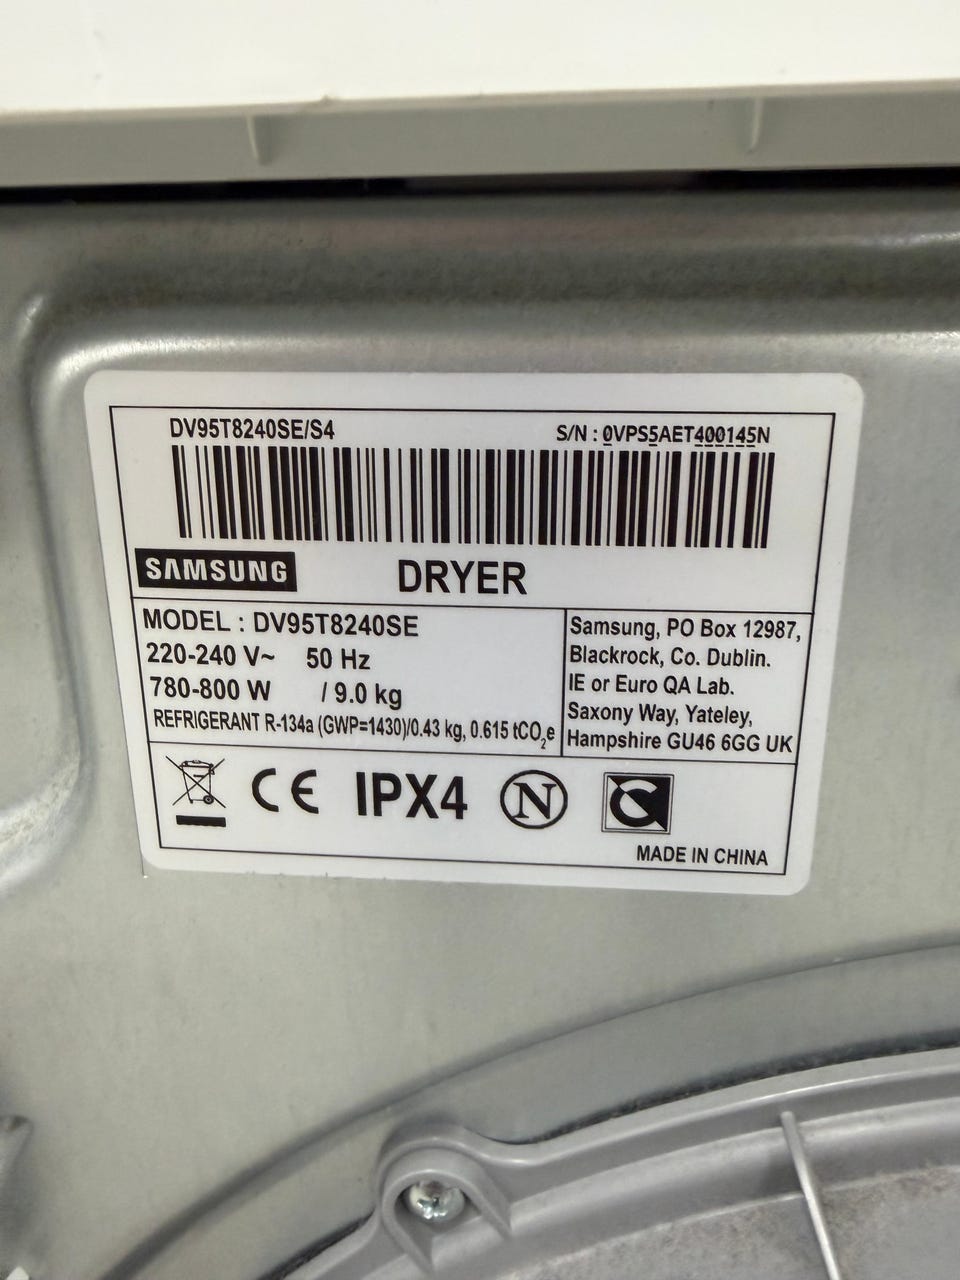 DV95T8240SE/S4
S/N : 0VPS5AET400145N
SAMSUNG
DRYER
MODEL : DV95T8240SE
220-240 V~ 50 Hz
780-800 W / 9.0 kg
REFRIGERANT R-134a (GWP=1430)/0.43 kg, 0.615 tCO₂e
Samsung, PO Box 12987,
Blackrock, Co. Dublin.
IE or Euro QA Lab.
Saxony Way, Yateley,
Hampshire GU46 6GG UK
CE IPX4 N
MADE IN CHINA